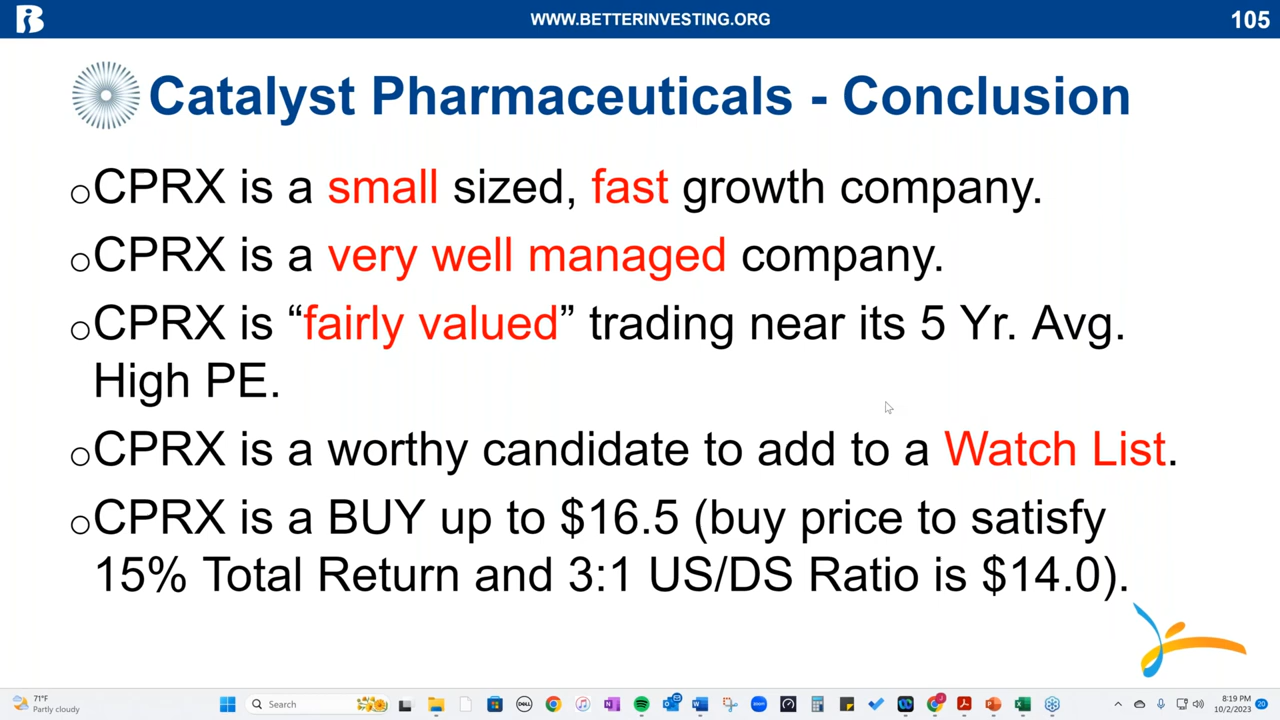 WWW.BETTERINVESTING.ORG
105
Catalyst Pharmaceuticals - Conclusion
CPRX is a small sized, fast growth company.
CPRX is a very well managed company.
CPRX is “fairly valued” trading near its 5 Yr. Avg.
High PE.
CPRX is a worthy candidate to add to a Watch List.
CPRX is a BUY up to $16.5 (buy price to satisfy
15% Total Return and 3:1 US/DS Ratio is $14.0).
71°F
Partly cloudy
Search
8:19 PM
10/2/2023
20